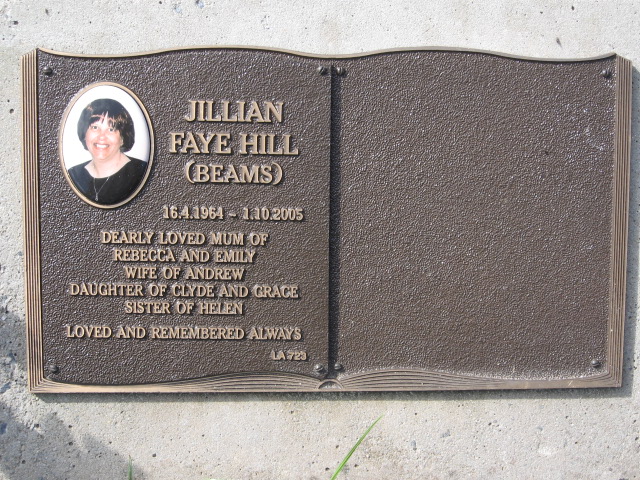 JILLIAN
FAYE HILL
(BEAMS)
16.4.1964 - 1.10.2005
DEARLY LOVED MUM OF
REBECCA AND EMILY
WIFE OF ANDREW
DAUGHTER OF CLYDE AND GRACE
SISTER OF HELEN
LOVED AND REMEMBERED ALWAYS
LA 723